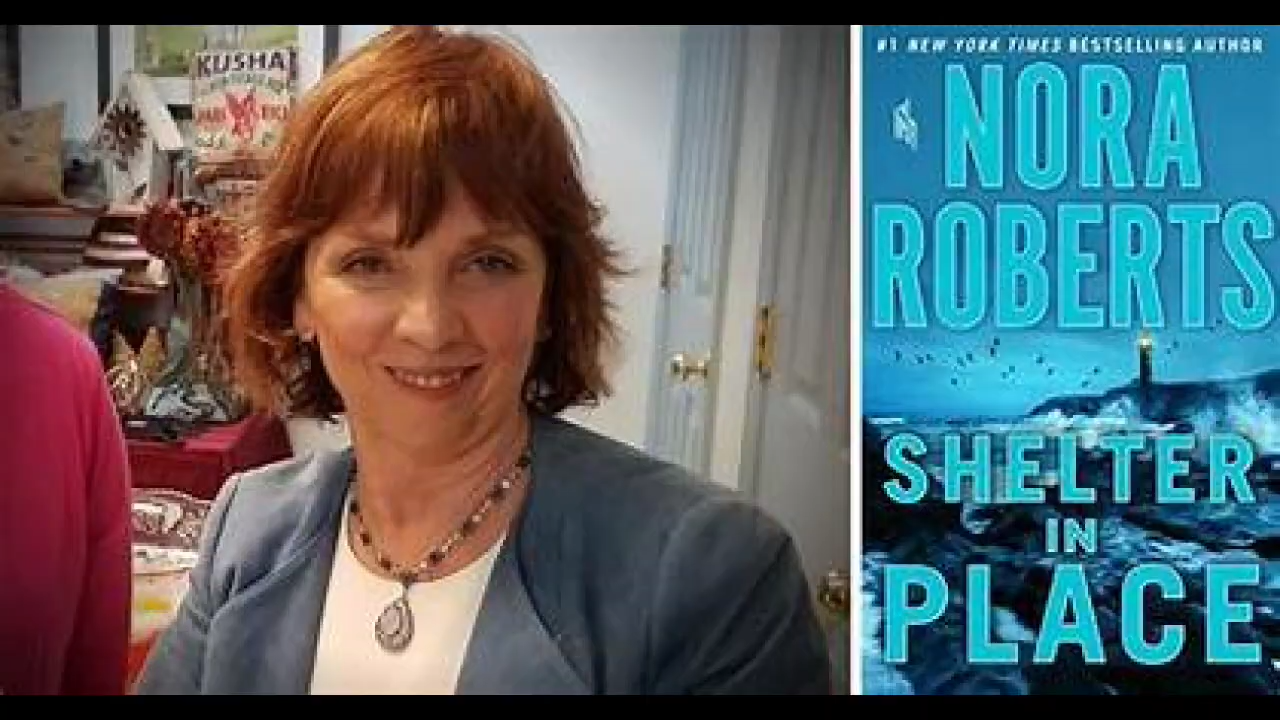 KUSHA
#1 NEW YORK TIMES BESTSELLING AUTHOR
NORA
ROBERTS
SHELTER
IN
PLACE